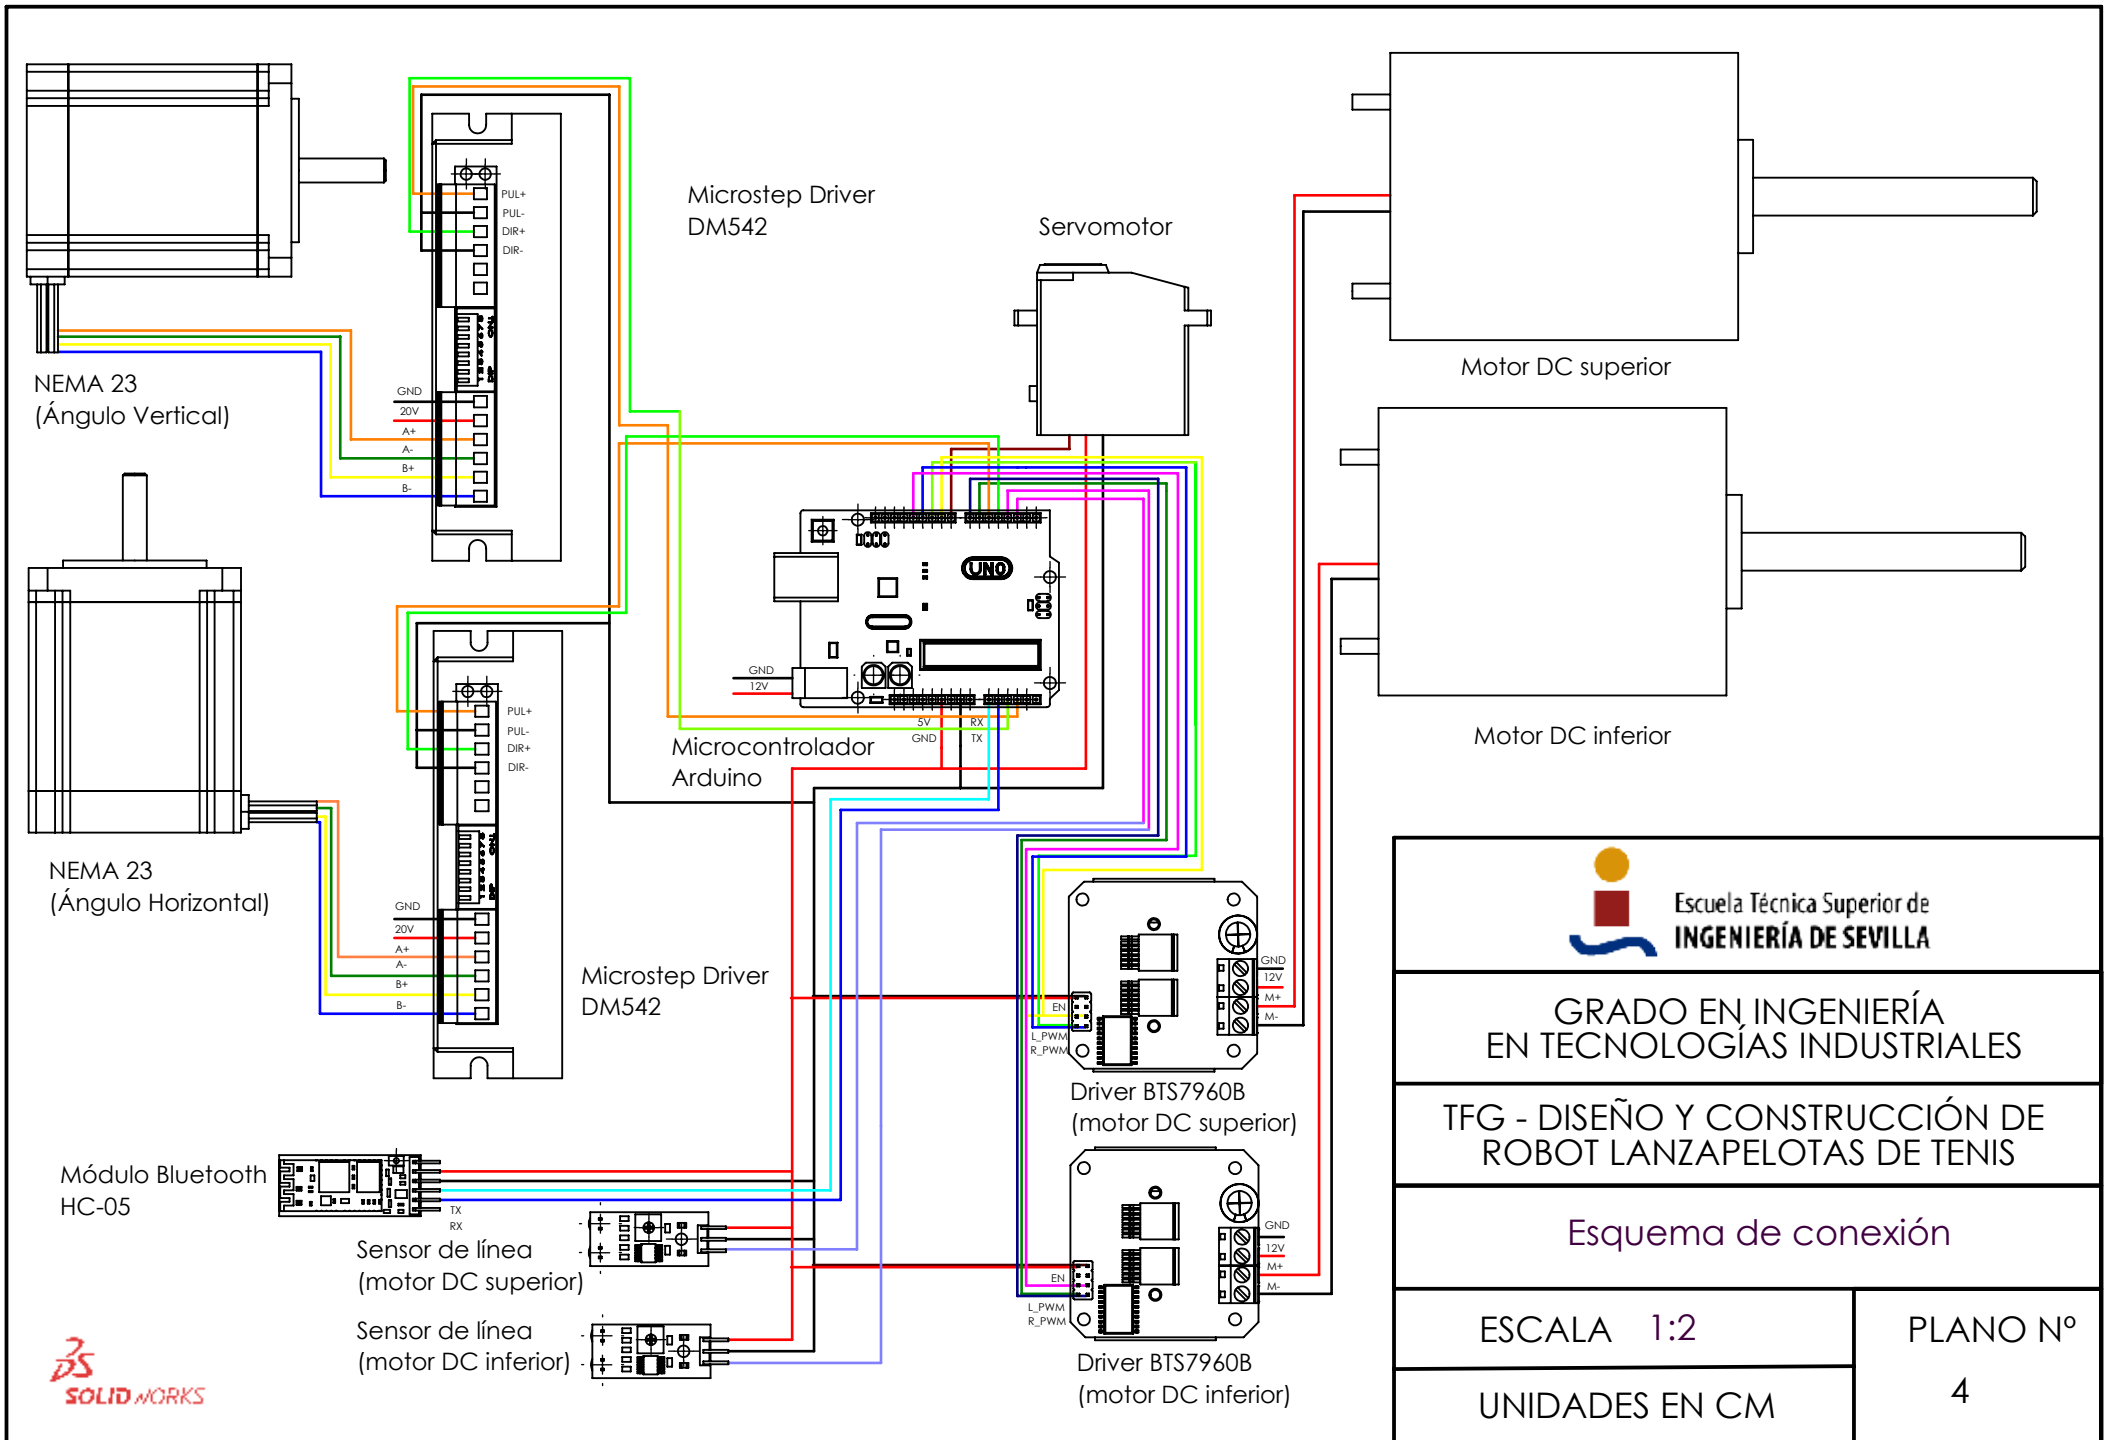 PUL+
PUL-
DIR+
DIR-
Microstep Driver
DM542
Servomotor
Motor DC superior
NEMA 23
(Ángulo Vertical)
GND
20V
A+
A-
B+
B-
UNO
GND
12V
5V
RX
GND
TX
Microcontrolador
Arduino
Motor DC inferior
PUL+
PUL-
DIR+
DIR-
NEMA 23
(Ángulo Horizontal)
GND
20V
A+
A-
B+
B-
Microstep Driver
DM542
GND
12V
M+
M-
EN
L_PWM
R_PWM
Driver BTS7960B
(motor DC superior)
Módulo Bluetooth
HC-05
TX
RX
Sensor de línea
(motor DC superior)
Sensor de línea
(motor DC inferior)
GND
12V
M+
M-
EN
L_PWM
R_PWM
Driver BTS7960B
(motor DC inferior)
SOLIDWORKS
Escuela Técnica Superior de
INGENIERÍA DE SEVILLA
GRADO EN INGENIERÍA
EN TECNOLOGÍAS INDUSTRIALES
TFG - DISEÑO Y CONSTRUCCIÓN DE
ROBOT LANZAPELOTAS DE TENIS
Esquema de conexión
ESCALA 1:2
UNIDADES EN CM
PLANO Nº
4